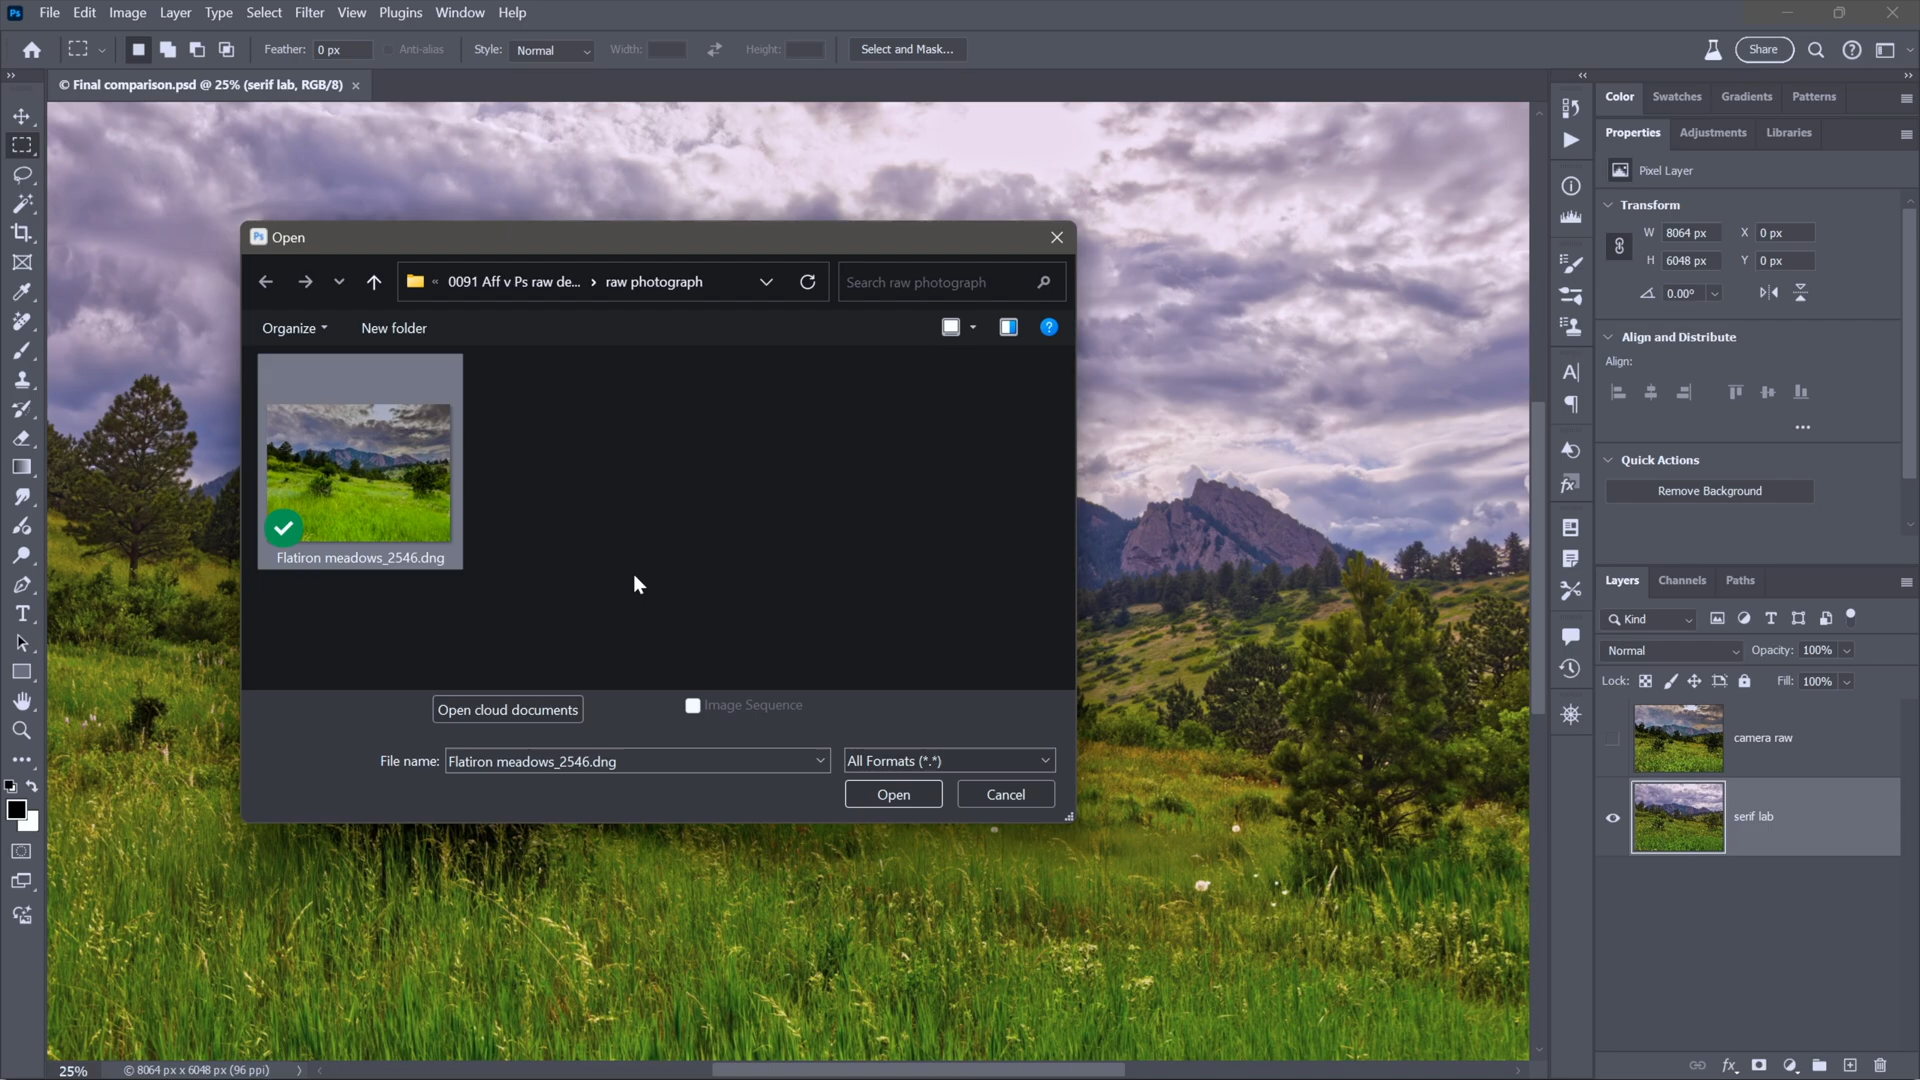 Ps File Edit Image Layer Type Select Filter View Plugins Window Help
Feather: 0 px Anti-alias Style: Normal Width: Height: Select and Mask... Share
© Final comparison.psd @ 25% (serif lab, RGB/8)
Color Swatches Gradients Patterns
Properties Adjustments Libraries
Pixel Layer
Transform
W 8064 px X 0 px
H 6048 px Y 0 px
0.00°
Align and Distribute
Align:
Quick Actions
Remove Background
Layers Channels Paths
Kind
Normal Opacity: 100%
Lock: Fill: 100%
camera raw
serif lab
Ps Open
« 0091 Aff v Ps raw de... › raw photograph Search raw photograph
Organize New folder
Flatiron meadows_2546.dng
Open cloud documents Image Sequence
File name: Flatiron meadows_2546.dng All Formats (*.*)
Open Cancel
25% © 8064 px x 6048 px (96 ppi)